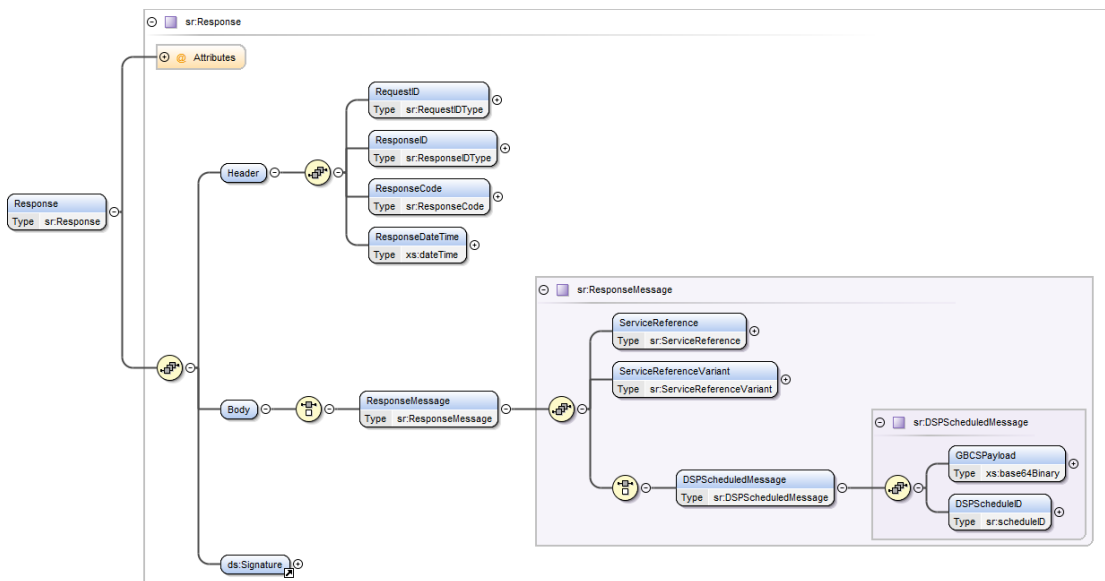 sr:Response
@ Attributes
RequestID
Type sr:RequestIDType
ResponseID
Type sr:ResponseIDType
Header
ResponseCode
Type sr:ResponseCode
Response
Type sr:Response
ResponseDateTime
Type xs:dateTime
sr:ResponseMessage
ServiceReference
Type sr:ServiceReference
ServiceReferenceVariant
Type sr:ServiceReferenceVariant
Body
ResponseMessage
Type sr:ResponseMessage
sr:DSPScheduledMessage
GBCSPayload
Type xs:base64Binary
DSPScheduledMessage
Type sr:DSPScheduledMessage
DSPScheduleID
Type sr:scheduleID
ds:Signature